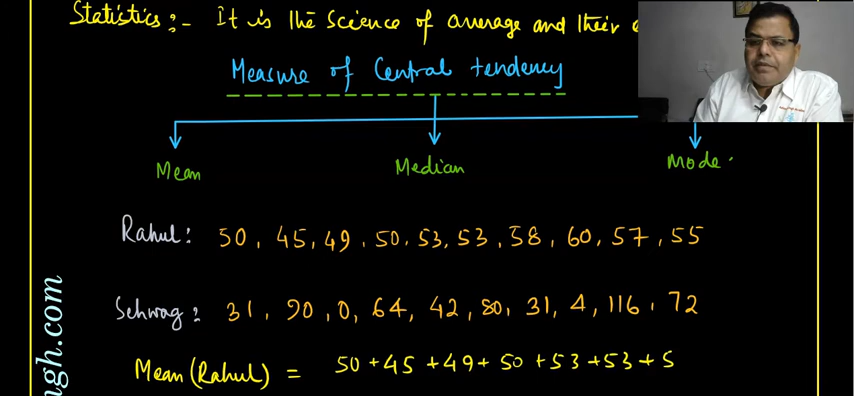 Statistics:- It is the Science of average and their
Measure of Central tendency
Mean Median Mode
Rahul: 50, 45, 49, 50, 53, 53, 58, 60, 57, 55
Sehwag: 31, 90, 0, 64, 42, 80, 31, 4, 116, 72
Mean (Rahul) = 50 + 45 + 49 + 50 + 53 + 53 + 5
ngh.com